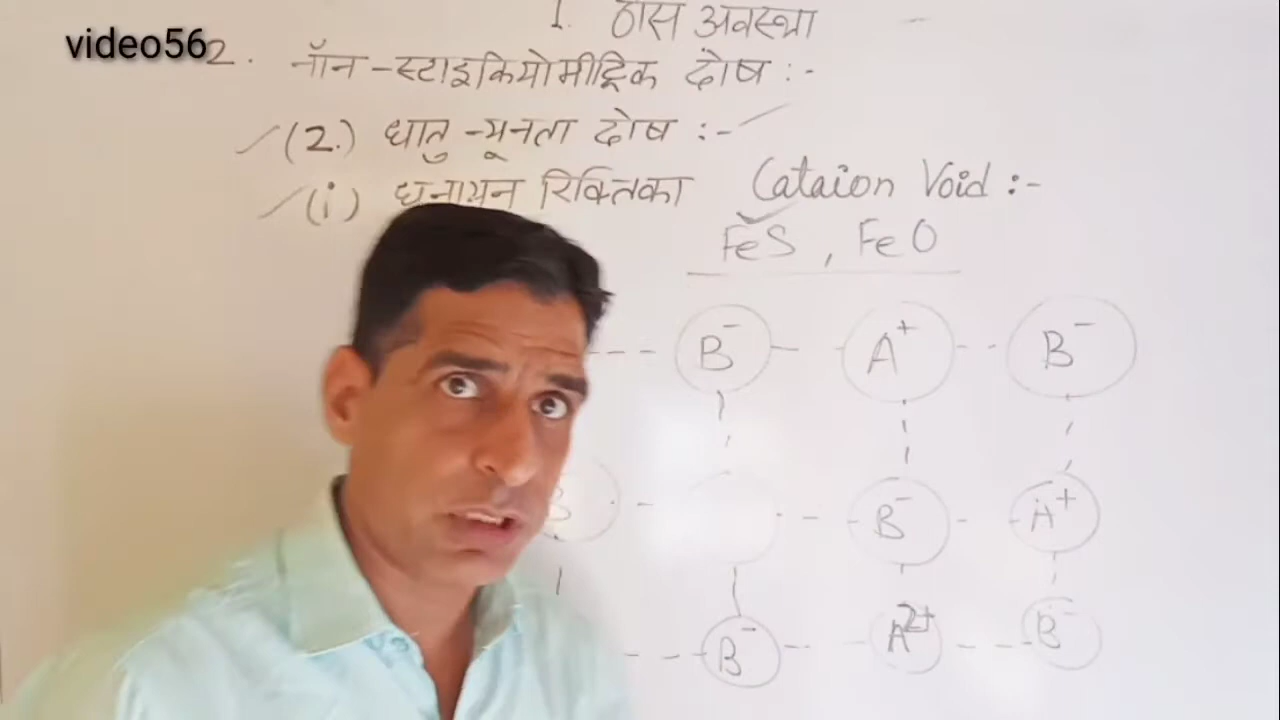 video56
1. ठोस अवस्था
2. नॉन-स्टाइकियोमीट्रिक दोष :-
(2.) धातु -न्यूनता दोष :-
(i) धनायन रिक्तिका Cataion Void :-
FeS , FeO
B⁻ A⁺ B⁻
B B⁻ A⁺
B⁻ A²⁺ B⁻